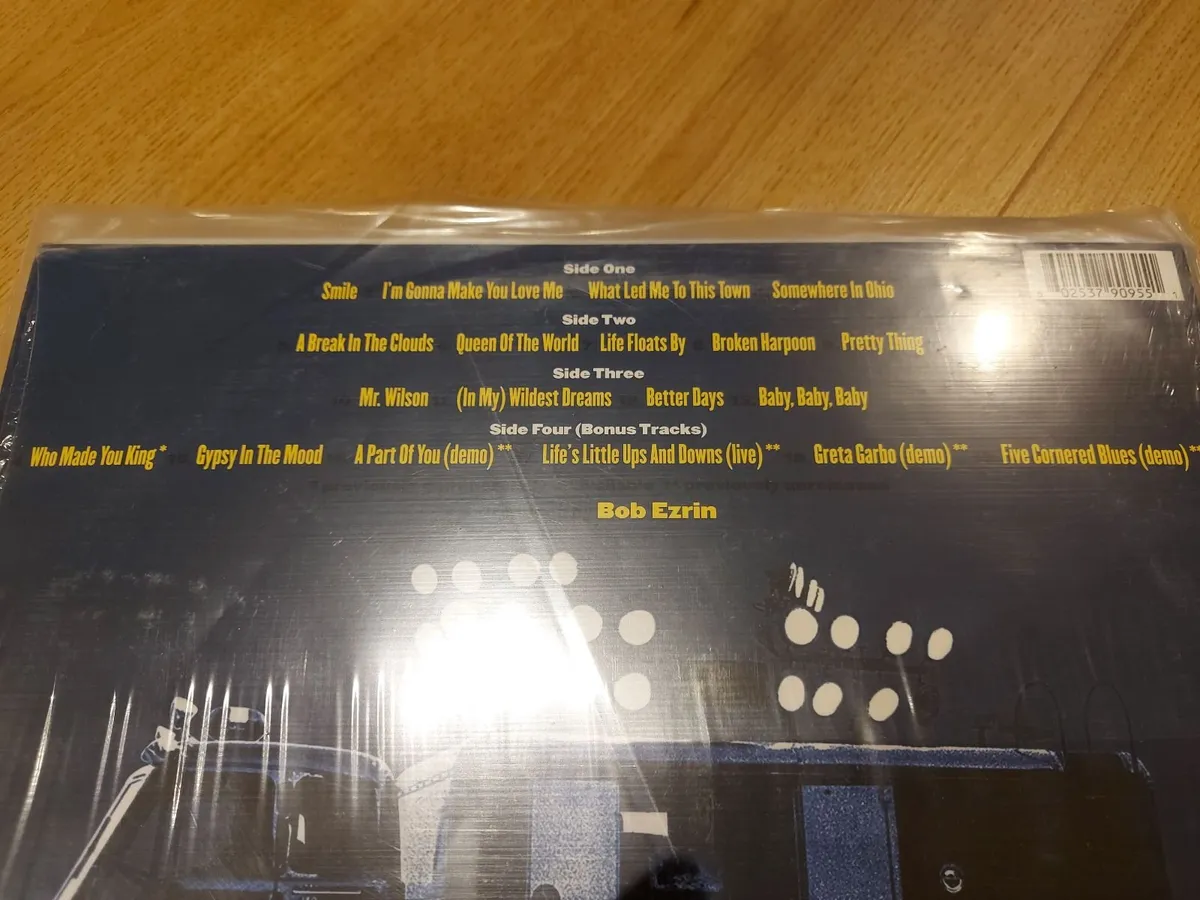 Side One
Smile I'm Gonna Make You Love Me What Led Me To This Town Somewhere In Ohio
02537 90955 1
Side Two
A Break In The Clouds Queen Of The World Life Floats By Broken Harpoon Pretty Thing
Side Three
Mr. Wilson (In My) Wildest Dreams Better Days Baby, Baby, Baby
Side Four (Bonus Tracks)
Who Made You King * Gypsy In The Mood A Part Of You (demo) ** Life's Little Ups And Downs (live) ** Greta Garbo (demo) ** Five Cornered Blues (demo) **
Bob Ezrin